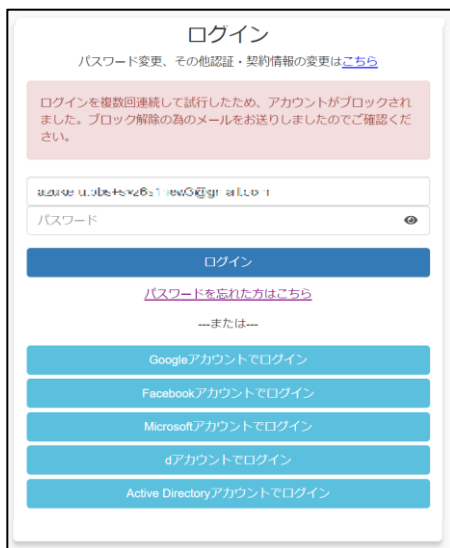 ログイン
パスワード変更、その他認証・契約情報の変更はこちら
ログインを複数回連続して試行したため、アカウントがブロックされ
ました。ブロック解除の為のメールをお送りしましたのでご確認くだ
さい。
パスワード
ログイン
パスワードを忘れた方はこちら
---または---
Googleアカウントでログイン
Facebookアカウントでログイン
Microsoftアカウントでログイン
dアカウントでログイン
Active Directoryアカウントでログイン